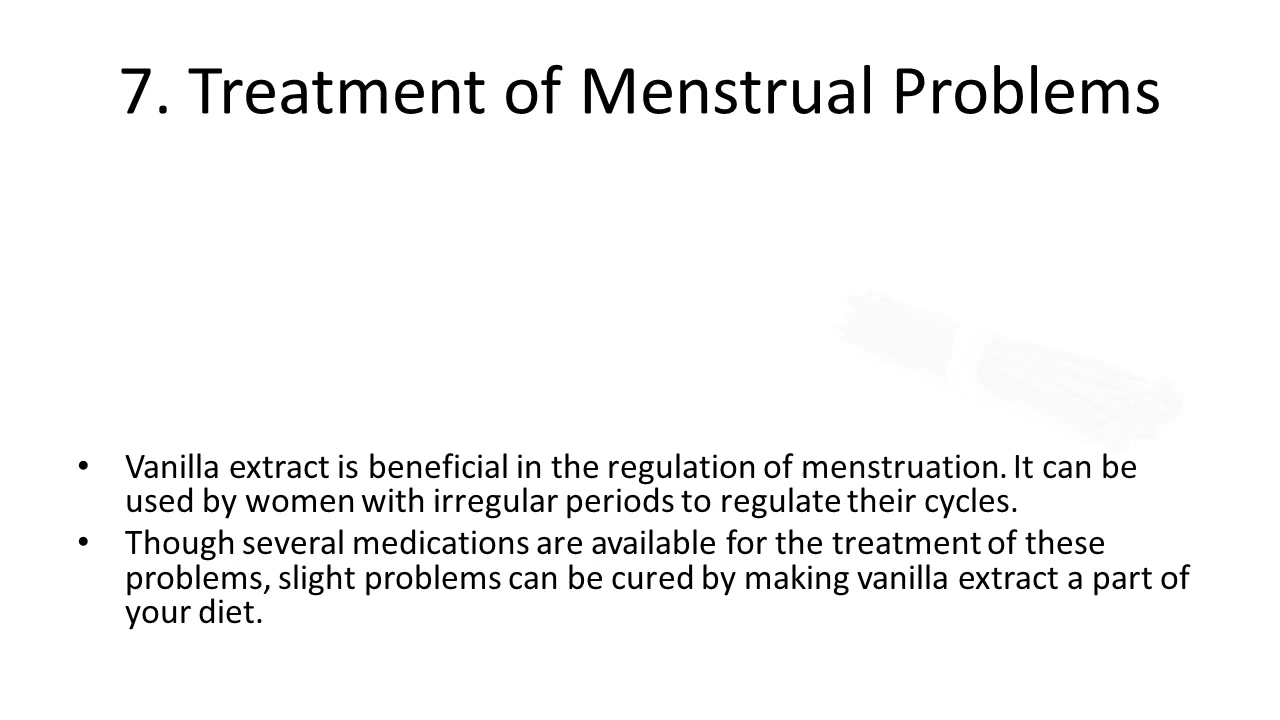 7. Treatment of Menstrual Problems
• Vanilla extract is beneficial in the regulation of menstruation. It can be
used by women with irregular periods to regulate their cycles.
• Though several medications are available for the treatment of these
problems, slight problems can be cured by making vanilla extract a part of
your diet.